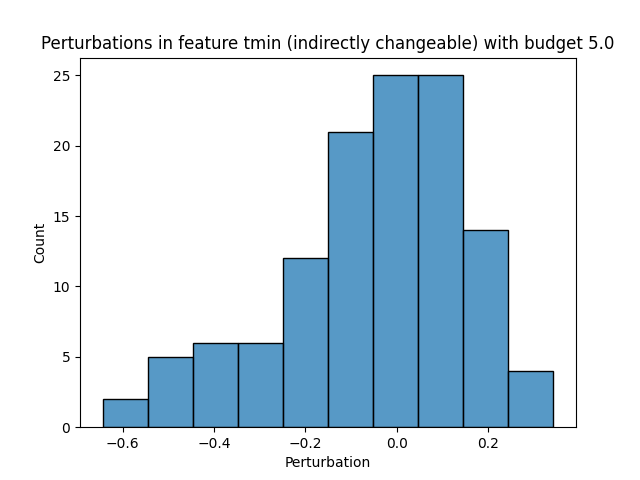 Perturbations in feature tmin (indirectly changeable) with budget 5.0
25
20
15
10
5
0
Count
−0.6 −0.4 −0.2 0.0 0.2
Perturbation